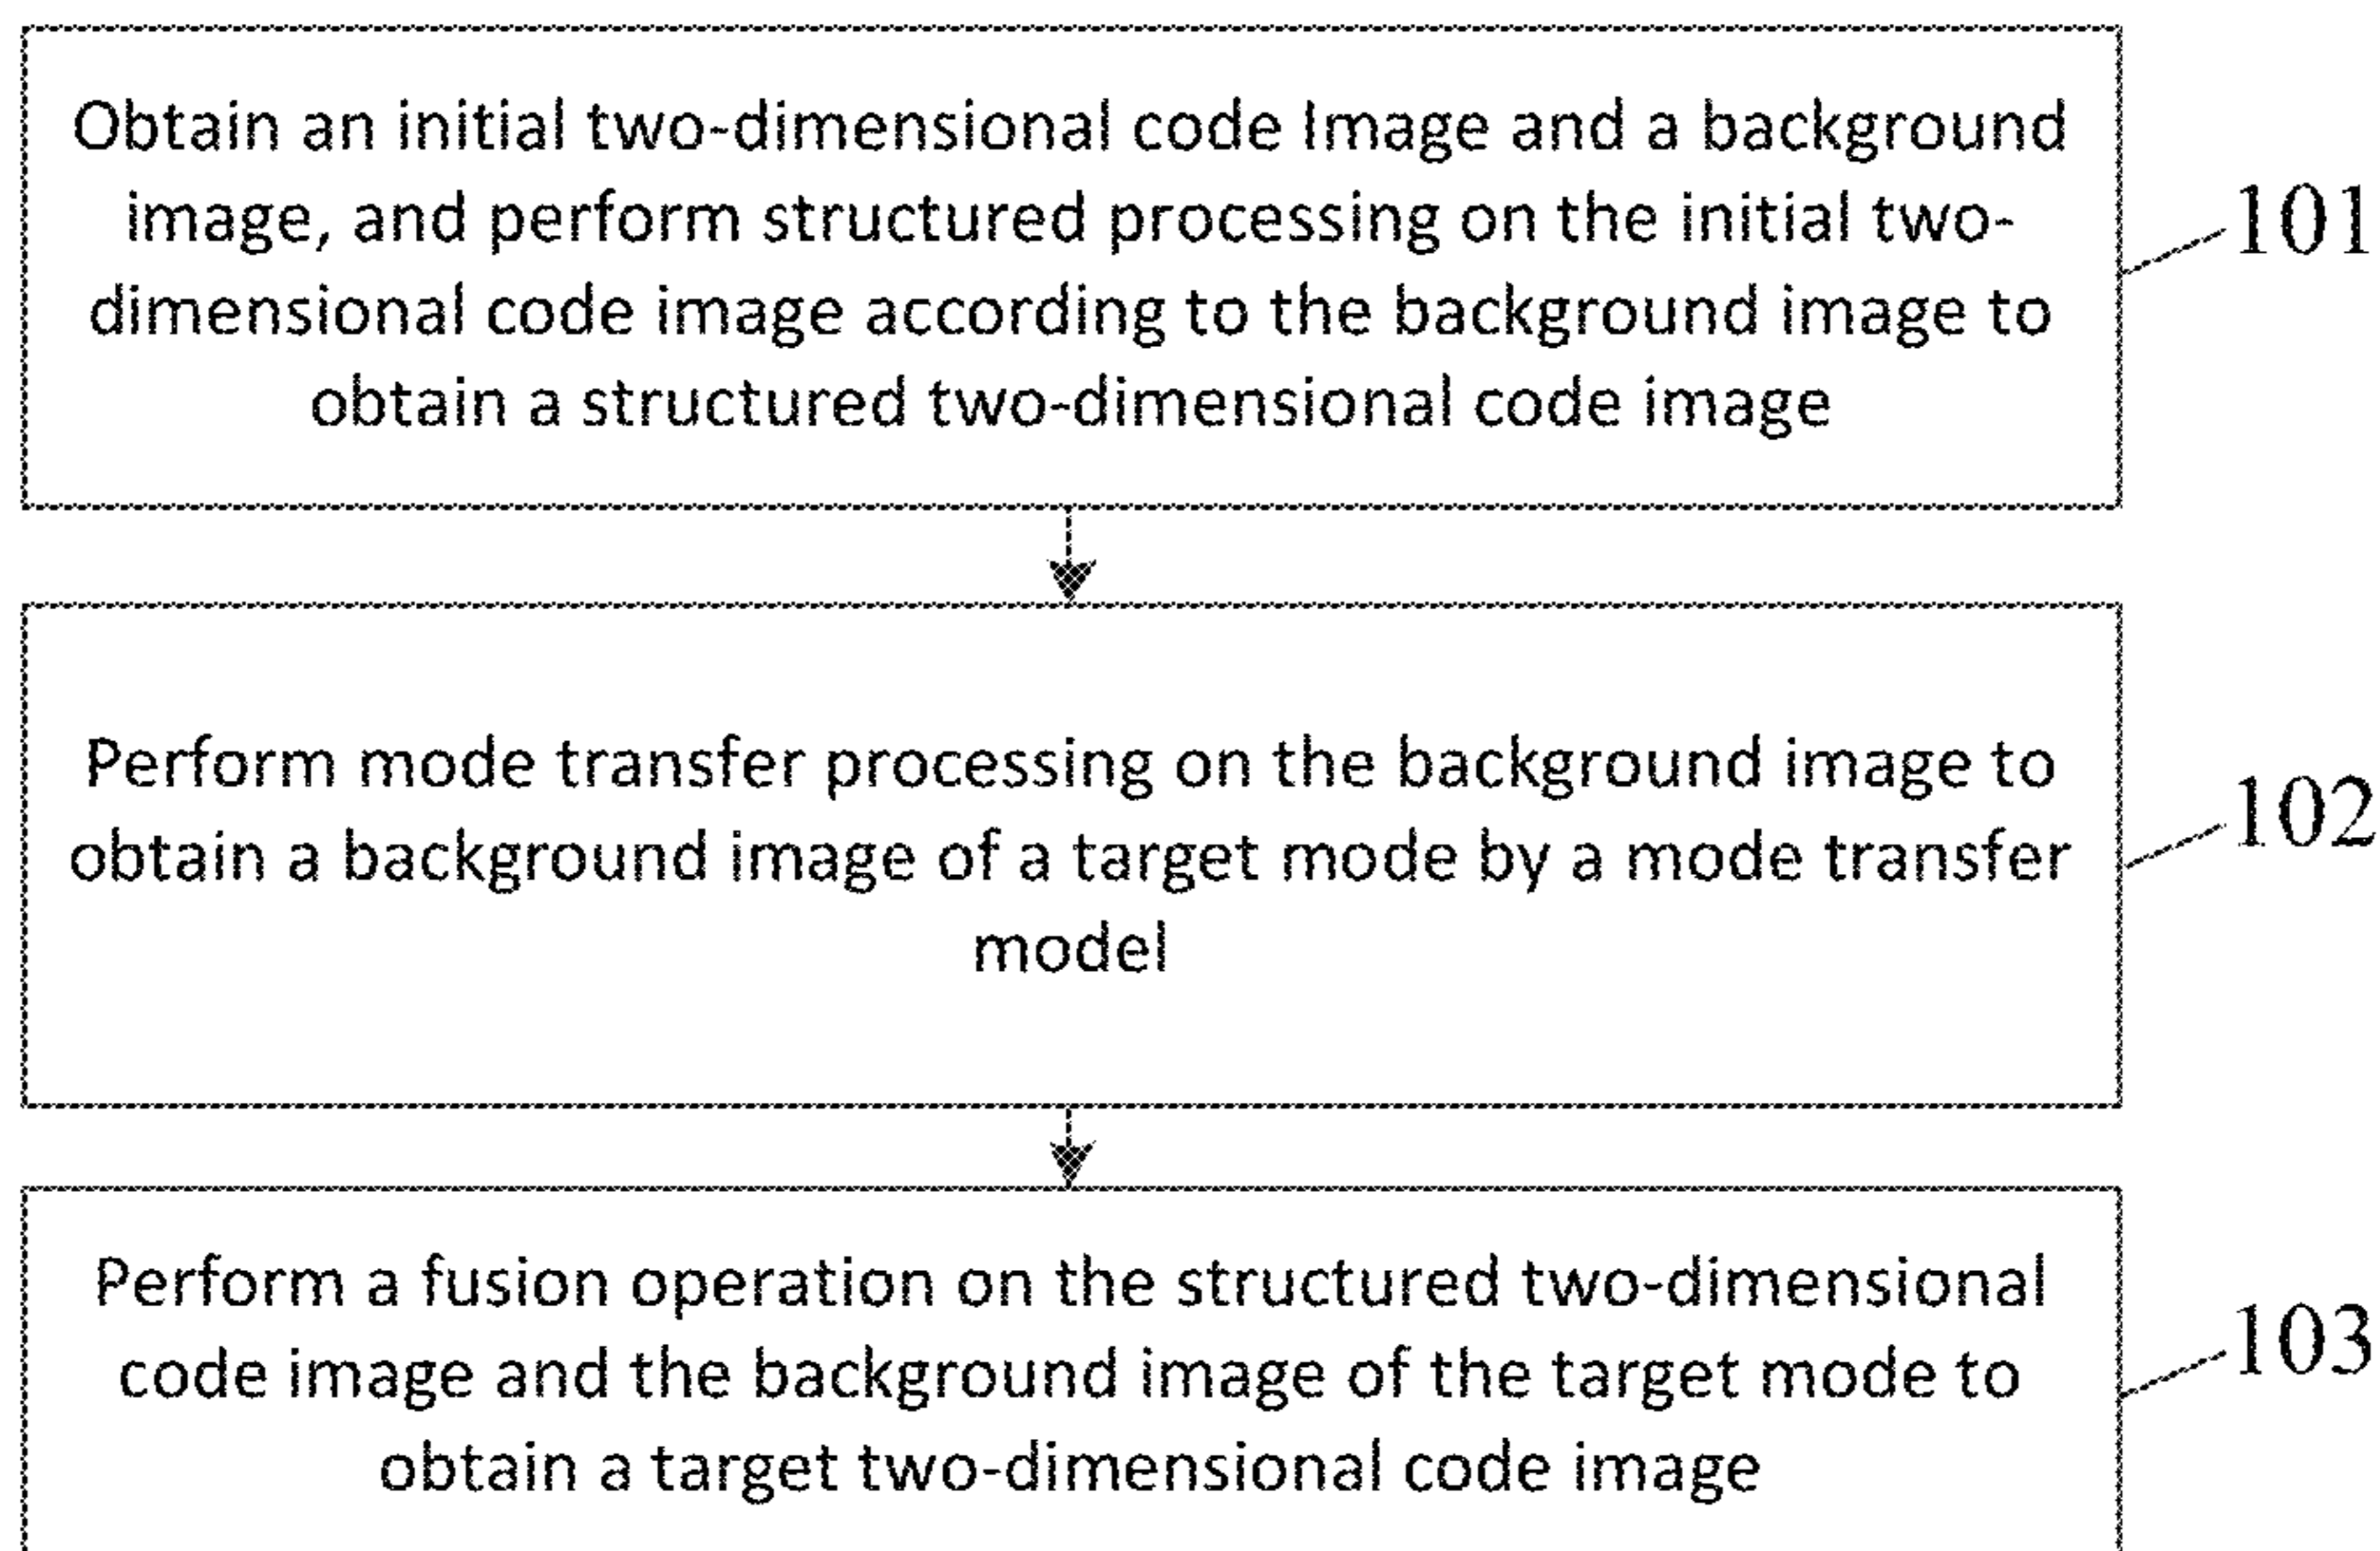 Obtain an initial two-dimensional code Image and a background
image, and perform structured processing on the initial two-
dimensional code image according to the background image to
obtain a structured two-dimensional code image
101
Perform mode transfer processing on the background image to
obtain a background image of a target mode by a mode transfer
model
102
Perform a fusion operation on the structured two-dimensional
code image and the background image of the target mode to
obtain a target two-dimensional code image
103